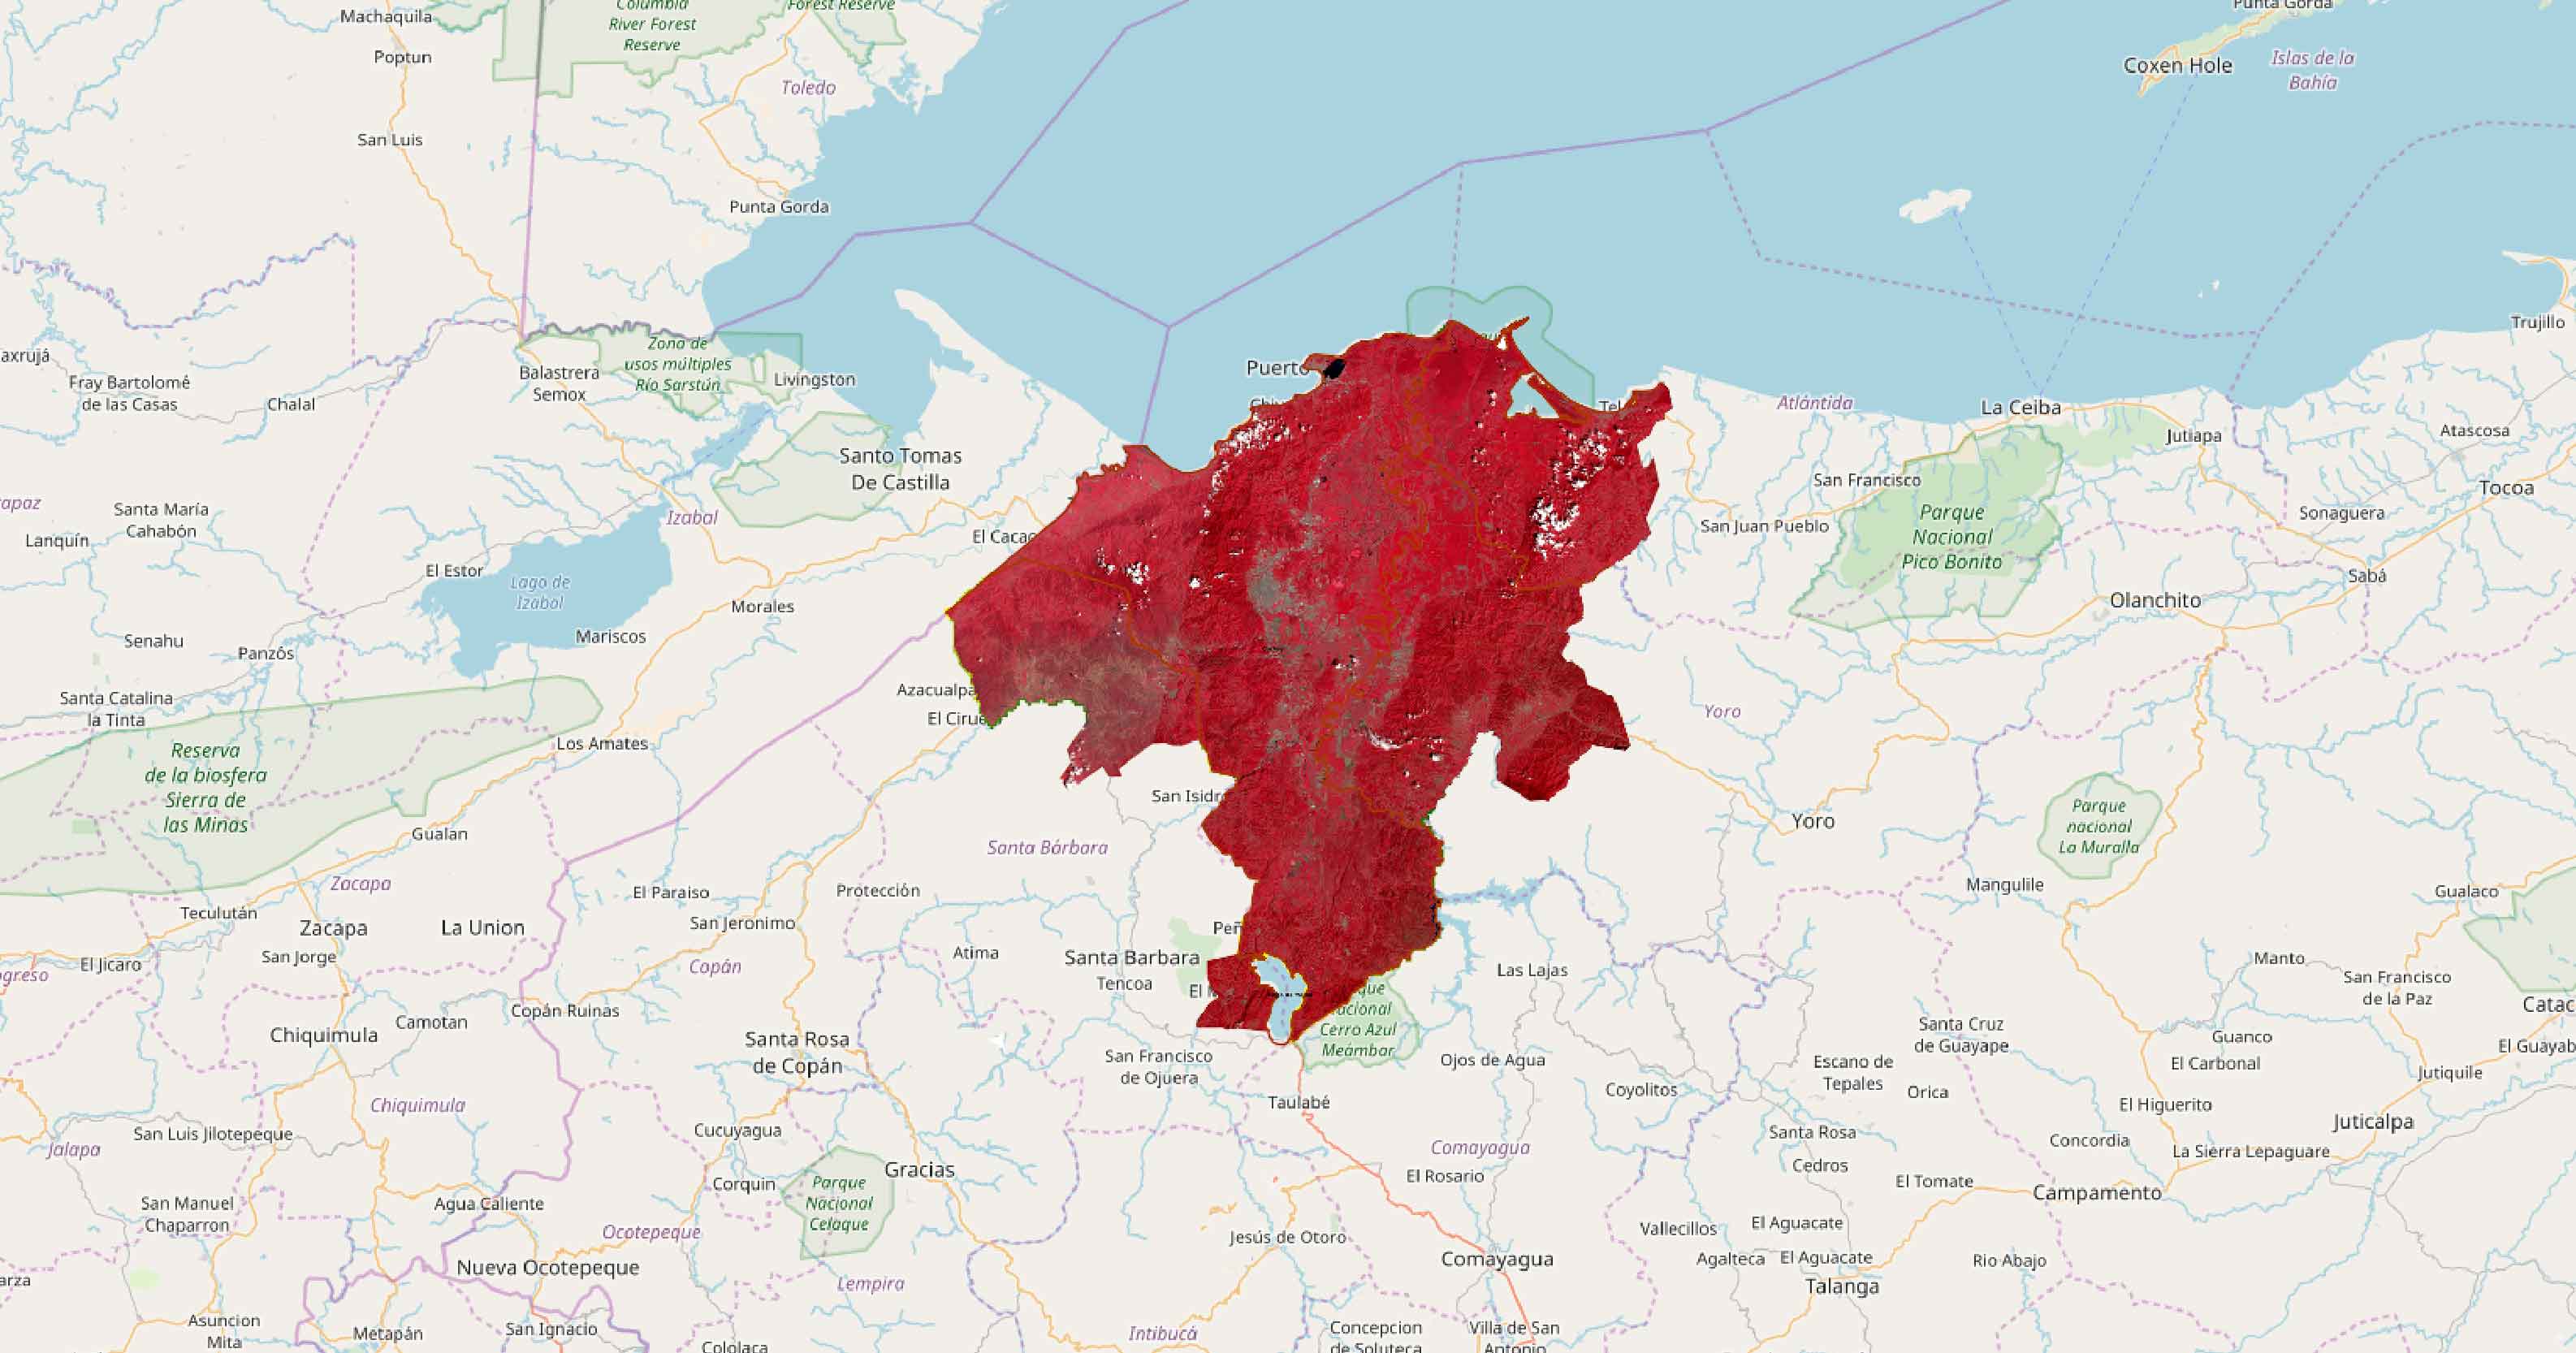 Machaquila
Columbia
River Forest
Reserve
Forest Reserve
Punta Gorda
Poptun
Coxen Hole
Islas de la
Bahía
Toledo
San Luis
Punta Gorda
Trujillo
Zona de
usos múltiples
Río Sarstún
Livingston
Balastrera
Semox
Fray Bartolomé
de las Casas
Chalal
Puerto
Atlántida
La Ceiba
Jutiapa
Atascosa
Santo Tomas
De Castilla
San Francisco
Tocoa
Santa María
Cahabón
Izabal
Sonaguera
San Juan Pueblo
Parque
Nacional
Pico Bonito
Lanquín
El Cacao
El Estor
Lago de
Izabal
Sabá
Morales
Olanchito
Mariscos
Senahu
Panzós
Azacualpa
El Cirue
Santa Catalina
la Tinta
Yoro
Los Amates
Reserva
de la biosfera
Sierra de
las Minas
San Isidr
Parque
nacional
La Muralla
Yoro
Gualan
Santa Bárbara
Zacapa
El Paraiso
Protección
Mangulile
Gualaco
Teculután
Zacapa
La Union
San Jeronimo
San Jorge
Atima
Santa Barbara
Tencoa
El Jicaro
Copán
Las Lajas
Manto
San Francisco
de la Paz
Catac
Copán Ruinas
Camotan
Chiquimula
Santa Rosa
de Copán
Cerro Azul
Meámbar
Santa Cruz
de Guayape
Guanco
El Guayab
San Francisco
de Ojuera
Ojos de Agua
Escano de
Tepales
El Carbonal
Jutiquile
Coyolitos
Orica
Taulabé
Chiquimula
El Higuerito
Juticalpa
San Luis Jilotepeque
Cucuyagua
Santa Rosa
Concordia
Jalapa
Comayagua
La Sierra Lepaguare
Gracias
El Rosario
Cedros
Corquin
Parque
Nacional
Celaque
El Tomate
Campamento
San Manuel
Chaparron
Agua Caliente
Ocotepeque
Jesús de Otoro
Vallecillos
El Aguacate
Comayagua
Agalteca
El Aguacate
Rio Abajo
Nueva Ocotepeque
Lempira
Talanga
Asuncion
Mita
Metapán
San Ignacio
Cololaca
Intibucá
Concepcion
de Soluteca
Villa de San
Antonio